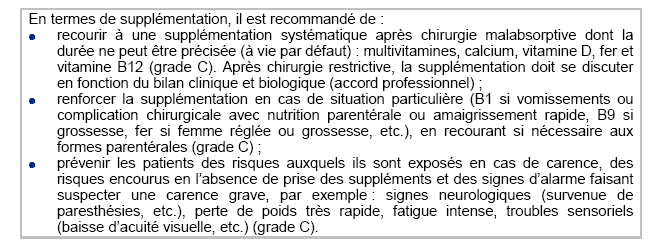 En termes de supplémentation, il est recommandé de :
• recourir à une supplémentation systématique après chirurgie malabsorptive dont la
durée ne peut être précisée (à vie par défaut) : multivitamines, calcium, vitamine D, fer et
vitamine B12 (grade C). Après chirurgie restrictive, la supplémentation doit se discuter
en fonction du bilan clinique et biologique (accord professionnel) ;
• renforcer la supplémentation en cas de situation particulière (B1 si vomissements ou
complication chirurgicale avec nutrition parentérale ou amaigrissement rapide, B9 si
grossesse, fer si femme réglée ou grossesse, etc.), en recourant si nécessaire aux
formes parentérales (grade C) ;
• prévenir les patients des risques auxquels ils sont exposés en cas de carence, des
risques encourus en l’absence de prise des suppléments et des signes d’alarme faisant
suspecter une carence grave, par exemple : signes neurologiques (survenue de
paresthésies, etc.), perte de poids très rapide, fatigue intense, troubles sensoriels
(baisse d’acuité visuelle, etc.) (grade C).